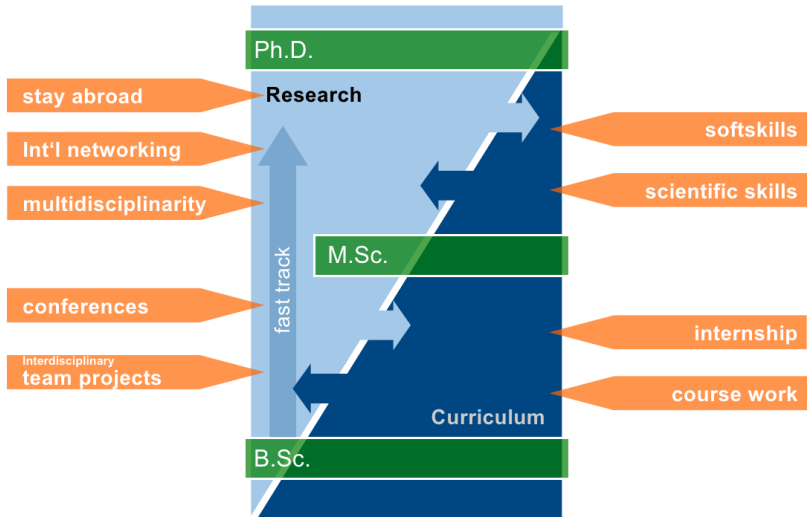 Ph.D.
Research
stay abroad
Int'l networking
multidisciplinarity
conferences
Interdisciplinary
team projects
fast track
softskills
scientific skills
M.Sc.
internship
course work
Curriculum
B.Sc.